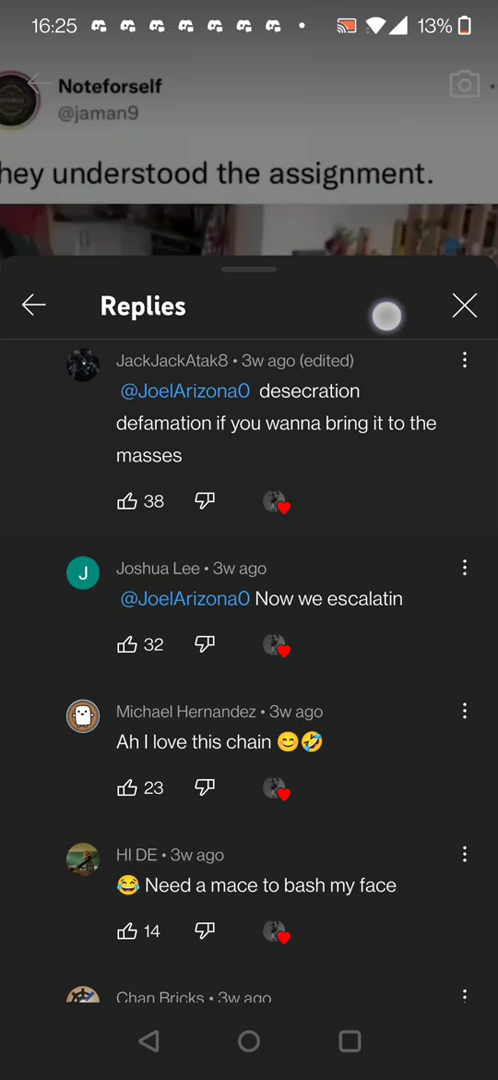 16:25
13%
Noteforself
@jaman9
hey understood the assignment.
Replies
JackJackAtak8 • 3w ago (edited)
@JoelArizona0 desecration
defamation if you wanna bring it to the
masses
38
J
Joshua Lee • 3w ago
@JoelArizona0 Now we escalatin
32
Michael Hernandez • 3w ago
Ah I love this chain 😊🤣
23
HI DE • 3w ago
😂 Need a mace to bash my face
14
Chan Bricks • 3w ago